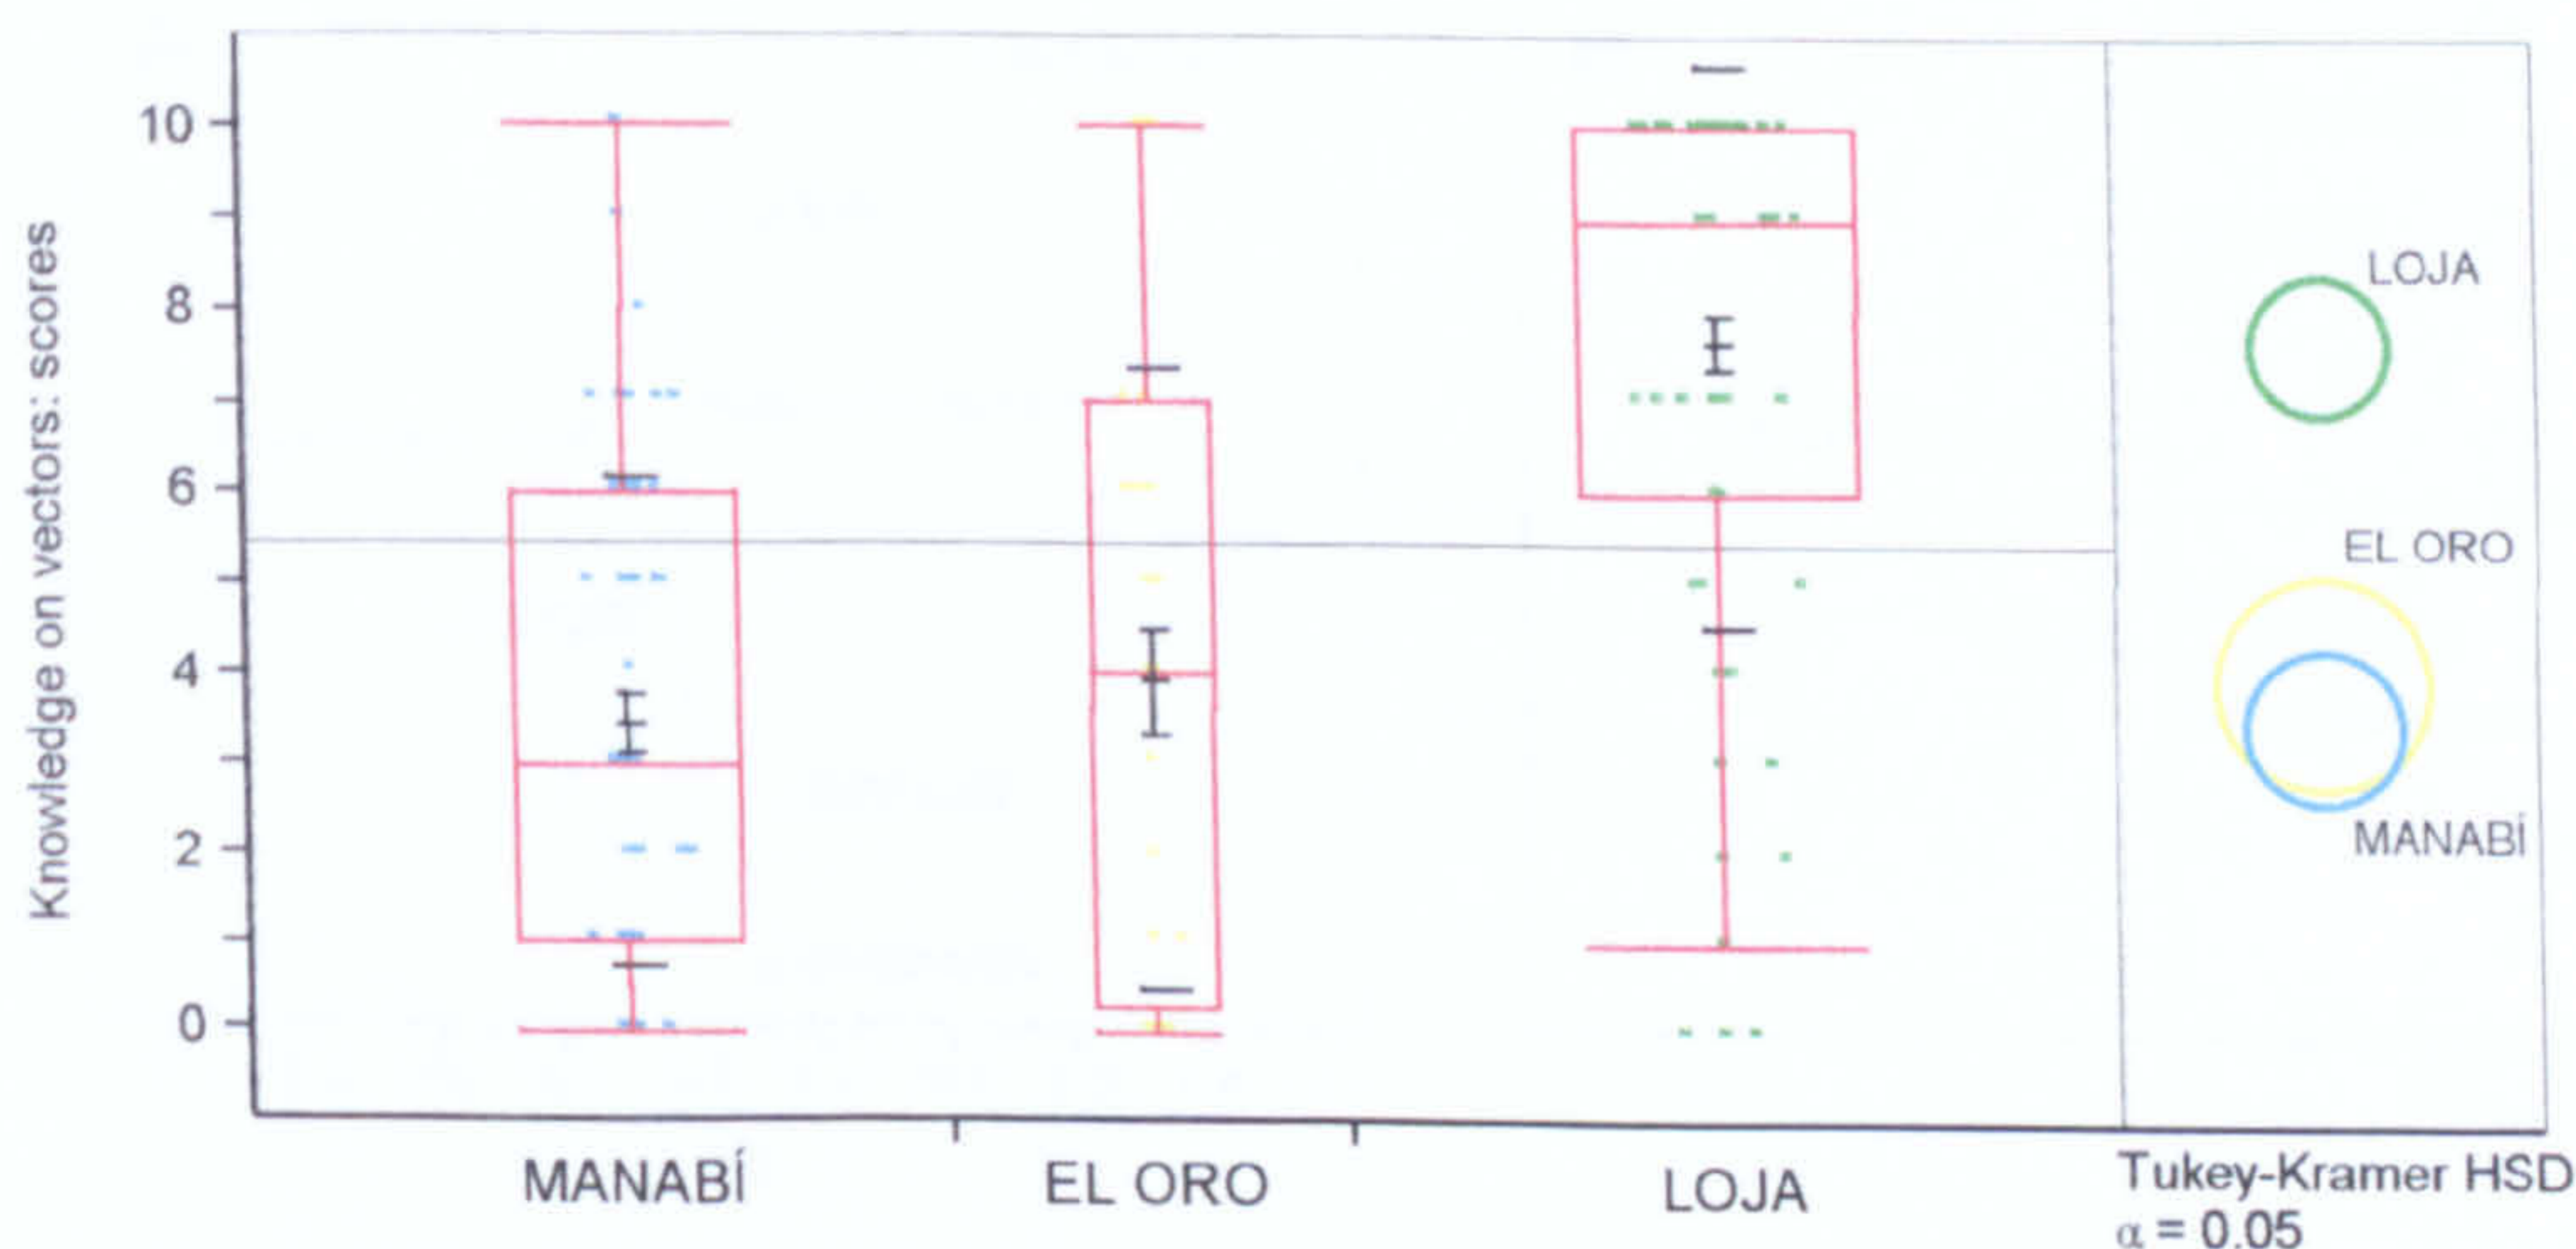 Knowledge on vectors: scores
10
8
6
4
2
0
MANABÍ
EL ORO
LOJA
LOJA
EL ORO
MANABÍ
Tukey-Kramer HSD
α = 0.05